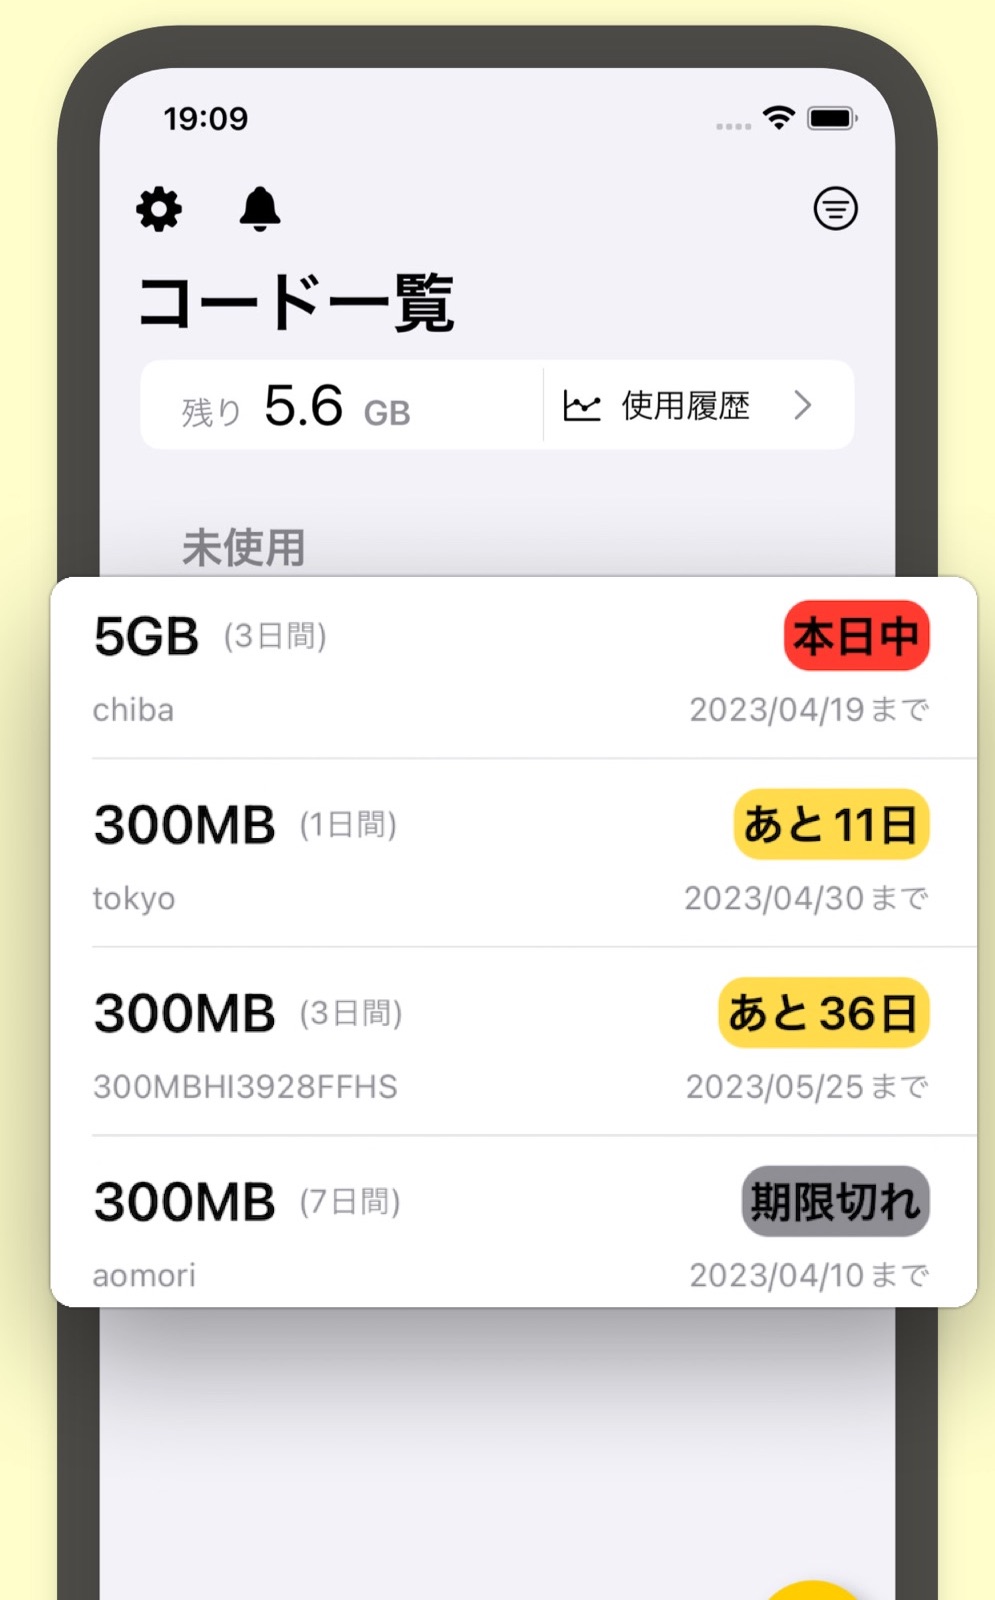 19:09
コード一覧
残り 5.6 GB 使用履歴
未使用
5GB (3日間) 本日中
chiba 2023/04/19まで
300MB (1日間) あと11日
tokyo 2023/04/30まで
300MB (3日間) あと36日
300MBHI3928FFHS 2023/05/25まで
300MB (7日間) 期限切れ
aomori 2023/04/10まで